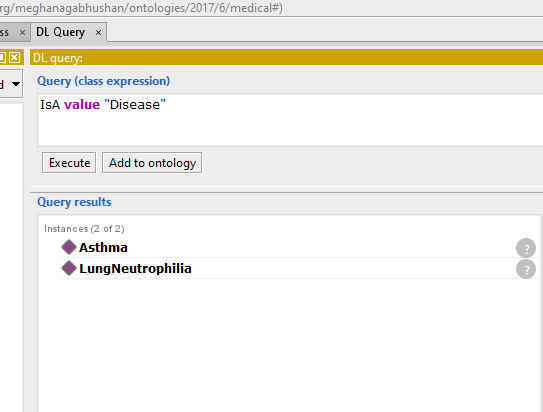 rg/meghanagabhushan/ontologies/2017/6/medical#)
ss × DL Query ×
DL query:
Query (class expression)
d
IsA value "Disease"
Execute Add to ontology
Query results
Instances (2 of 2)
Asthma ?
LungNeutrophilia ?